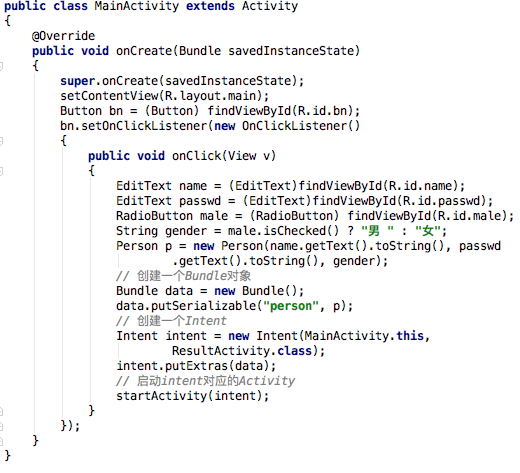 public class MainActivity extends Activity
{
    @Override
    public void onCreate(Bundle savedInstanceState)
    {
        super.onCreate(savedInstanceState);
        setContentView(R.layout.main);
        Button bn = (Button) findViewById(R.id.bn);
        bn.setOnClickListener(new OnClickListener()
        {
            public void onClick(View v)
            {
                EditText name = (EditText)findViewById(R.id.name);
                EditText passwd = (EditText)findViewById(R.id.passwd);
                RadioButton male = (RadioButton) findViewById(R.id.male);
                String gender = male.isChecked() ? "男 " : "女";
                Person p = new Person(name.getText().toString(), passwd
                        .getText().toString(), gender);
                // 创建一个Bundle对象
                Bundle data = new Bundle();
                data.putSerializable("person", p);
                // 创建一个Intent
                Intent intent = new Intent(MainActivity.this,
                        ResultActivity.class);
                intent.putExtras(data);
                // 启动intent对应的Activity
                startActivity(intent);
            }
        });
    }
}